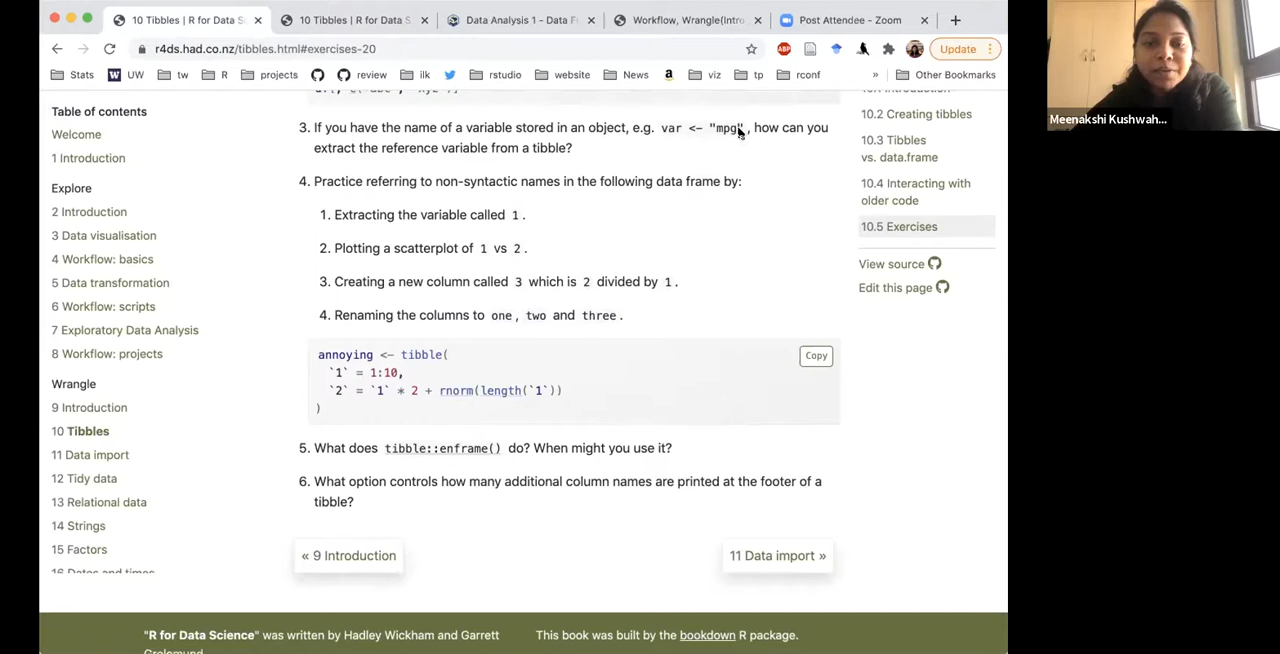 10 Tibbles | R for Data Sc
10 Tibbles | R for Data S
Data Analysis 1 - Data F
Workflow, Wrangle(Intro
Post Attendee - Zoom
r4ds.had.co.nz/tibbles.html#exercises-20
ABP
Update
Stats
UW
tw
R
projects
review
ilk
rstudio
website
News
viz
tp
rconf
»
Other Bookmarks
Meenakshi Kushwah...
Table of contents
Welcome
1 Introduction
Explore
2 Introduction
3 Data visualisation
4 Workflow: basics
5 Data transformation
6 Workflow: scripts
7 Exploratory Data Analysis
8 Workflow: projects
Wrangle
9 Introduction
10 Tibbles
11 Data import
12 Tidy data
13 Relational data
14 Strings
15 Factors
16 Dates and times
3. If you have the name of a variable stored in an object, e.g. var <- "mpg", how can you
extract the reference variable from a tibble?
4. Practice referring to non-syntactic names in the following data frame by:
1. Extracting the variable called 1.
2. Plotting a scatterplot of 1 vs 2.
3. Creating a new column called 3 which is 2 divided by 1.
4. Renaming the columns to one, two and three.
annoying <- tibble(
`1` = 1:10,
`2` = `1` * 2 + rnorm(length(`1`))
)
Copy
5. What does tibble::enframe() do? When might you use it?
6. What option controls how many additional column names are printed at the footer of a
tibble?
« 9 Introduction
11 Data import »
10.1 Introduction
10.2 Creating tibbles
10.3 Tibbles
vs. data.frame
10.4 Interacting with
older code
10.5 Exercises
View source
Edit this page
"R for Data Science" was written by Hadley Wickham and Garrett
Grolemund.
This book was built by the bookdown R package.